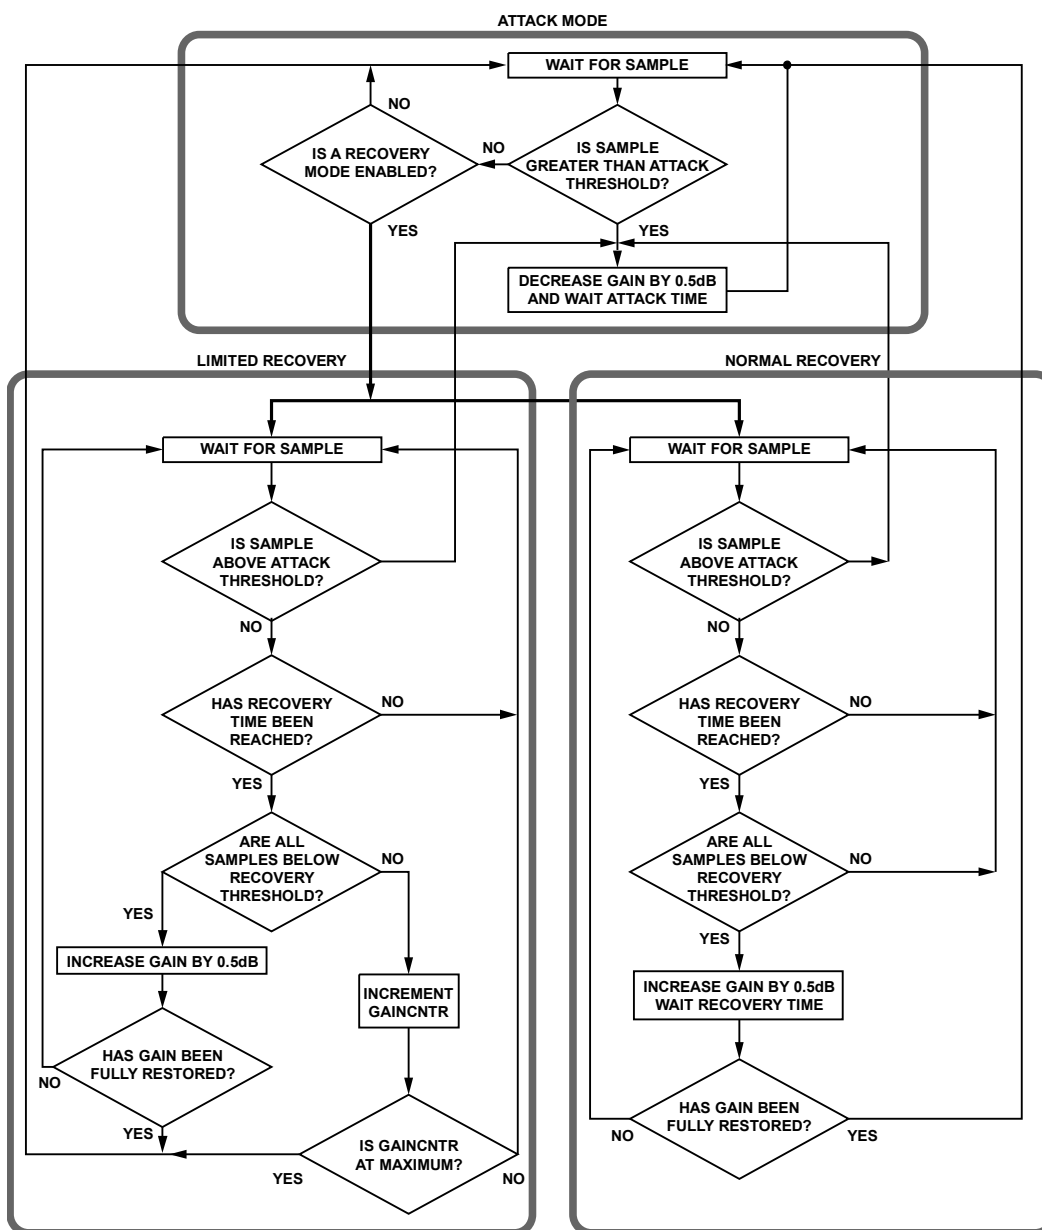 ATTACK MODE
WAIT FOR SAMPLE
NO
IS A RECOVERY
MODE ENABLED?
NO
IS SAMPLE
GREATER THAN ATTACK
THRESHOLD?
YES
YES
DECREASE GAIN BY 0.5dB
AND WAIT ATTACK TIME
LIMITED RECOVERY
WAIT FOR SAMPLE
IS SAMPLE
ABOVE ATTACK
THRESHOLD?
NO
HAS RECOVERY
TIME BEEN
REACHED?
NO
YES
ARE ALL
SAMPLES BELOW
RECOVERY
THRESHOLD?
NO
YES
INCREASE GAIN BY 0.5dB
INCREMENT
GAINCNTR
HAS GAIN BEEN
FULLY RESTORED?
NO
YES
IS GAINCNTR
AT MAXIMUM?
YES
NO
NORMAL RECOVERY
WAIT FOR SAMPLE
IS SAMPLE
ABOVE ATTACK
THRESHOLD?
NO
HAS RECOVERY
TIME BEEN
REACHED?
NO
YES
ARE ALL
SAMPLES BELOW
RECOVERY
THRESHOLD?
NO
YES
INCREASE GAIN BY 0.5dB
WAIT RECOVERY TIME
HAS GAIN BEEN
FULLY RESTORED?
NO
YES